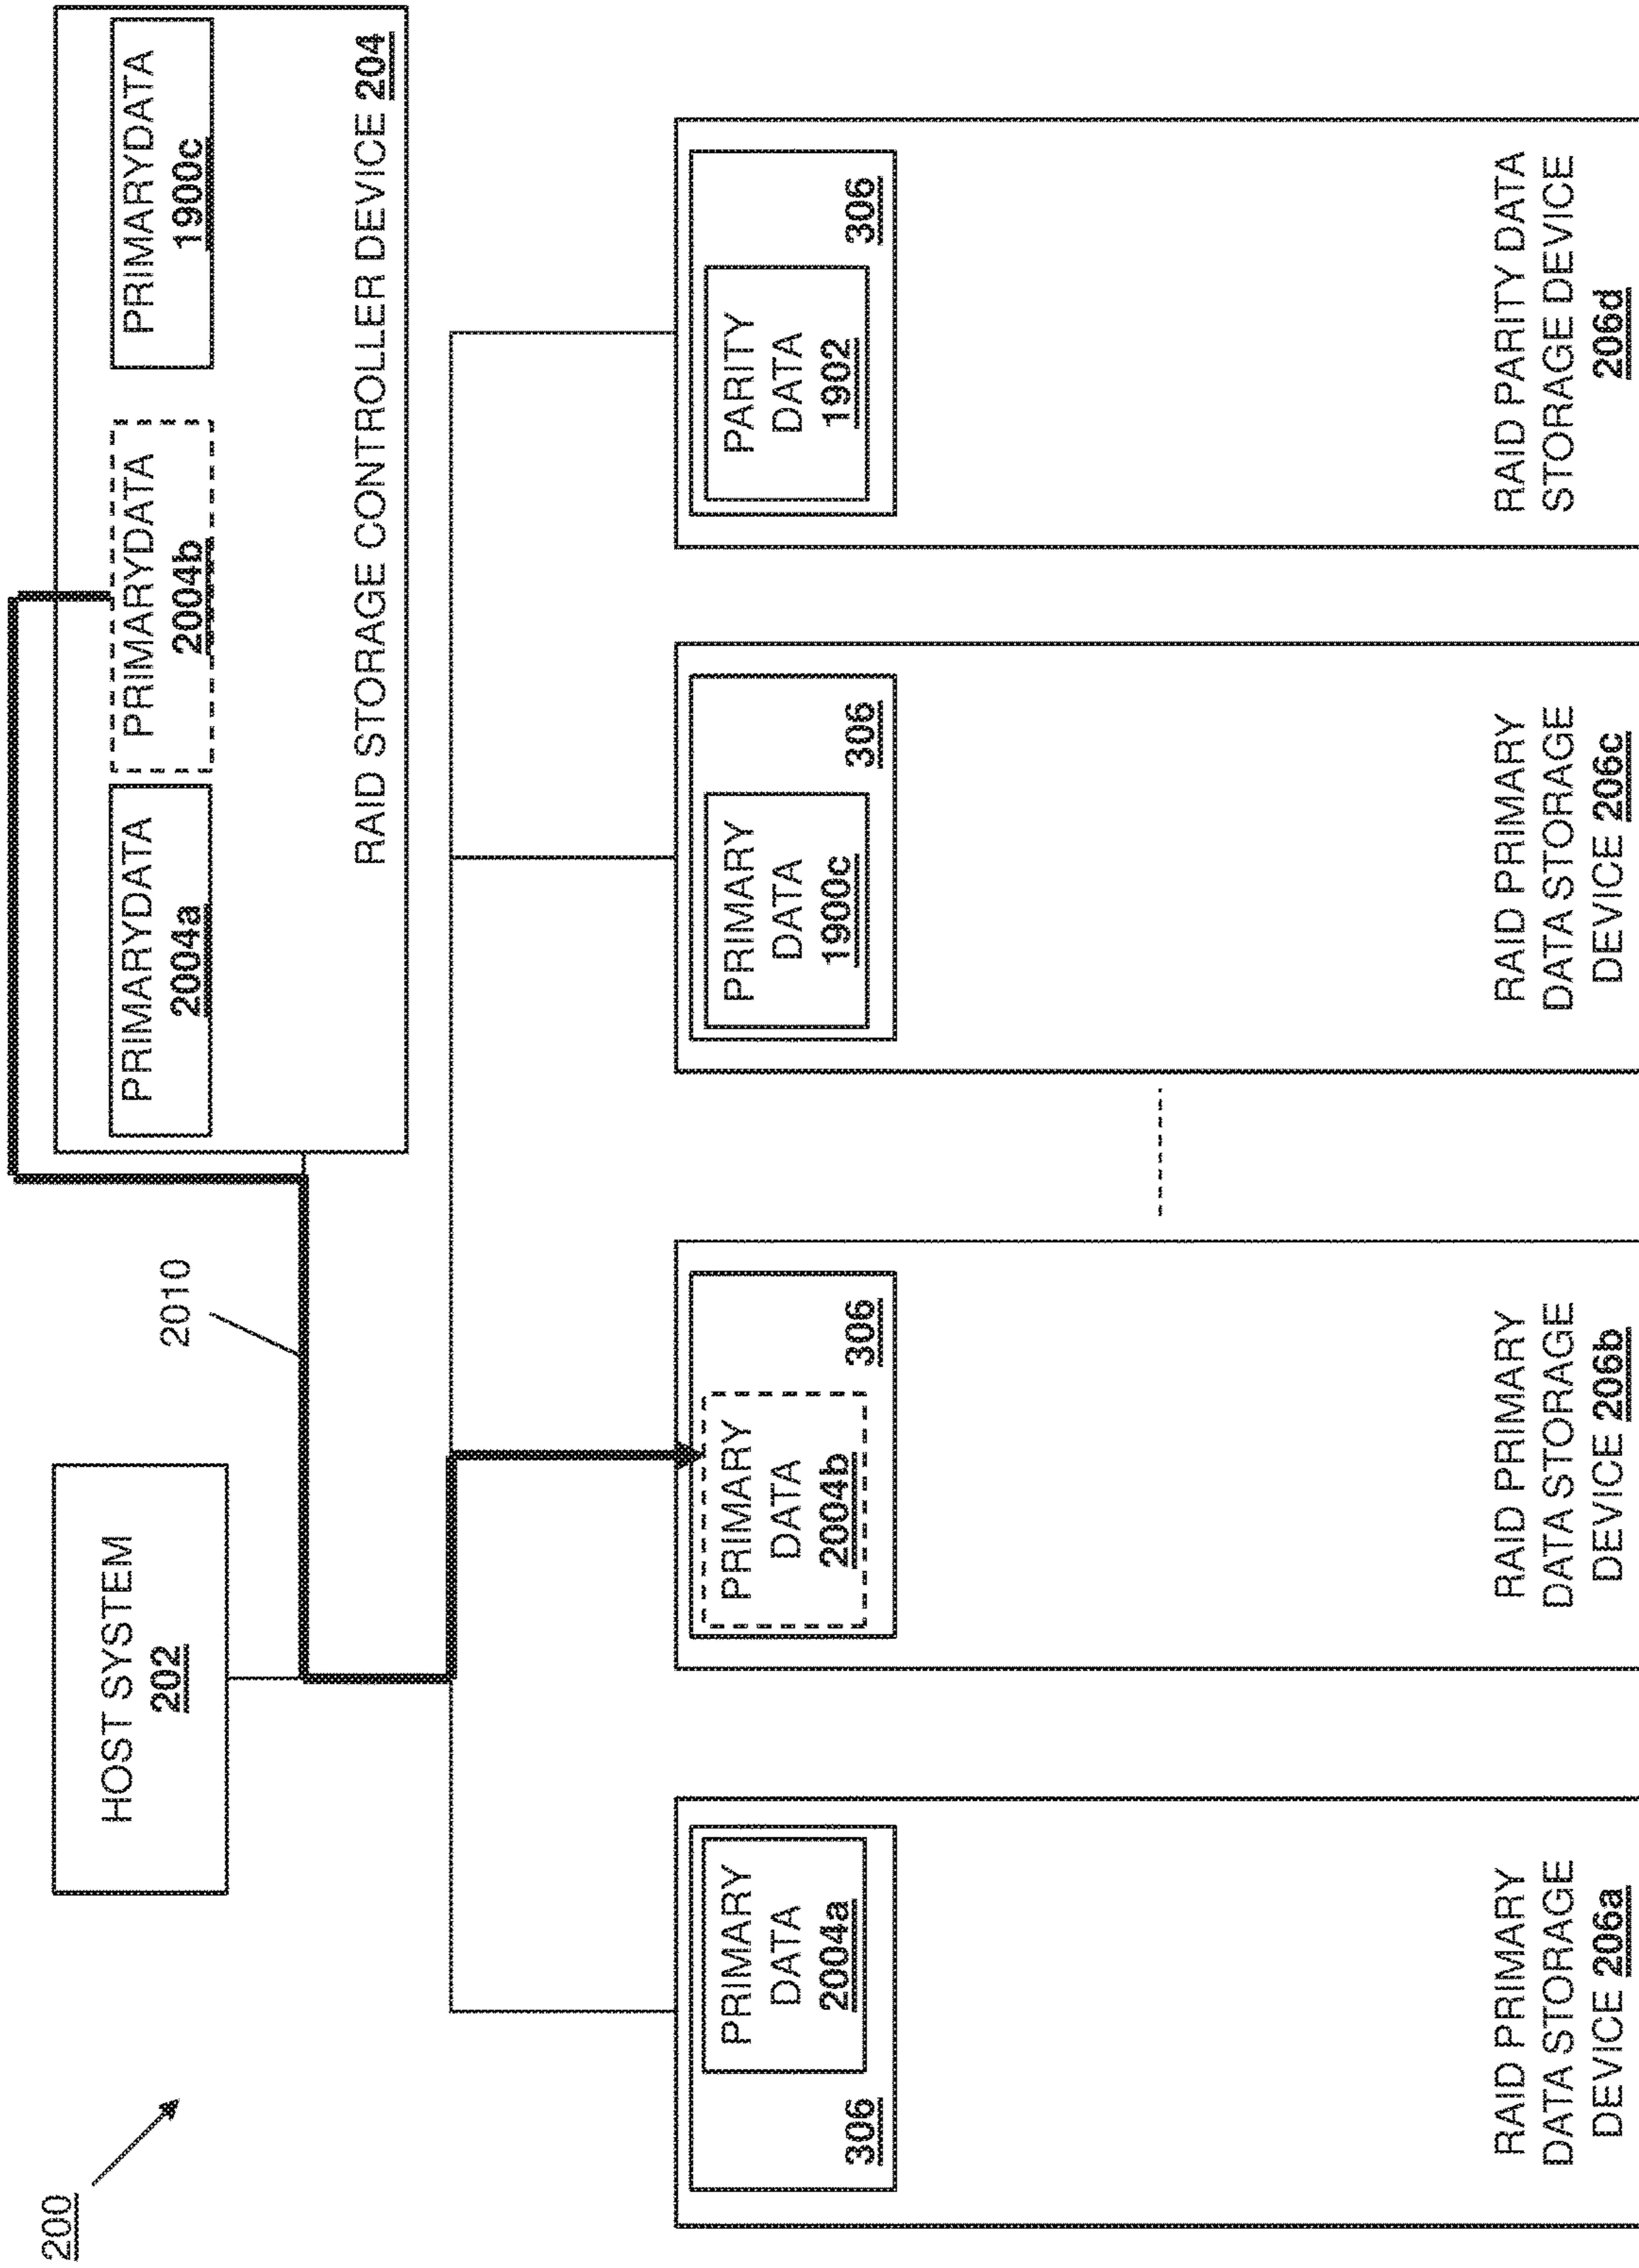 200
HOST SYSTEM
202
2010
PRIMARYDATA
2004a
PRIMARYDATA
2004b
PRIMARYDATA
1900c
RAID STORAGE CONTROLLER DEVICE 204
306
PRIMARY
DATA
2004a
RAID PRIMARY
DATA STORAGE
DEVICE 206a
PRIMARY
DATA
2004b
306
RAID PRIMARY
DATA STORAGE
DEVICE 206b
PRIMARY
DATA
1900c
306
RAID PRIMARY
DATA STORAGE
DEVICE 206c
PARITY
DATA
1902
306
RAID PARITY DATA
STORAGE DEVICE
206d